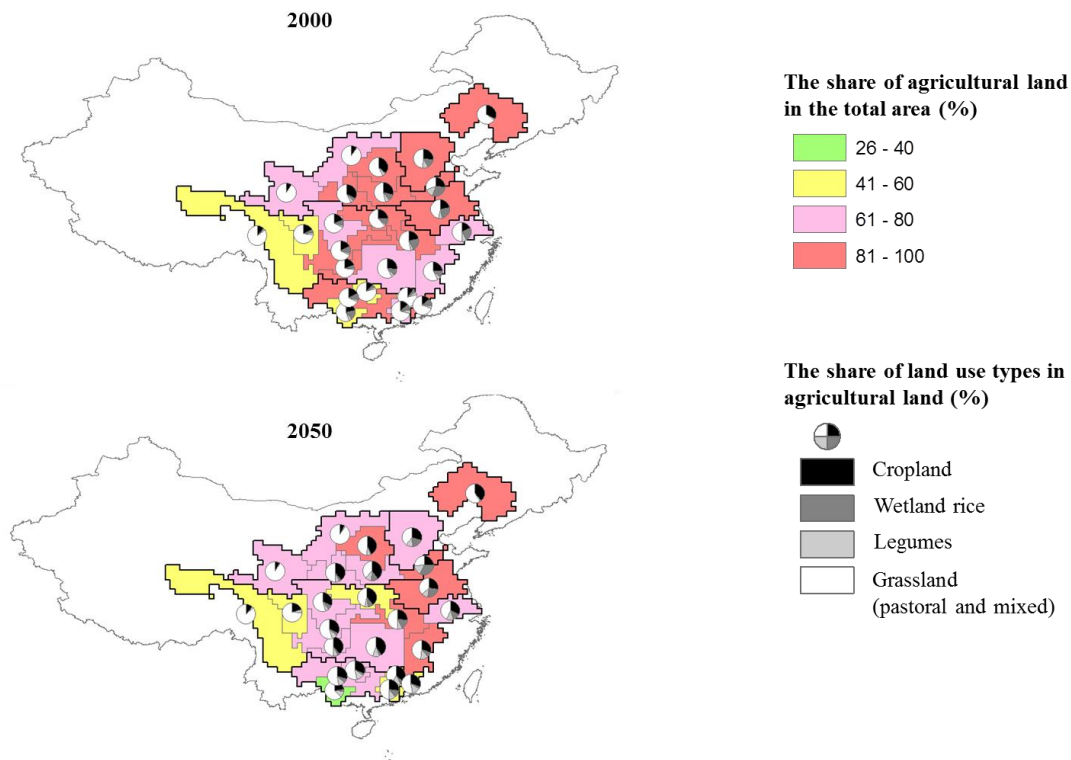 2000
The share of agricultural land
in the total area (%)
26 - 40
41 - 60
61 - 80
81 - 100
The share of land use types in
agricultural land (%)
2050
Cropland
Wetland rice
Legumes
Grassland
(pastoral and mixed)